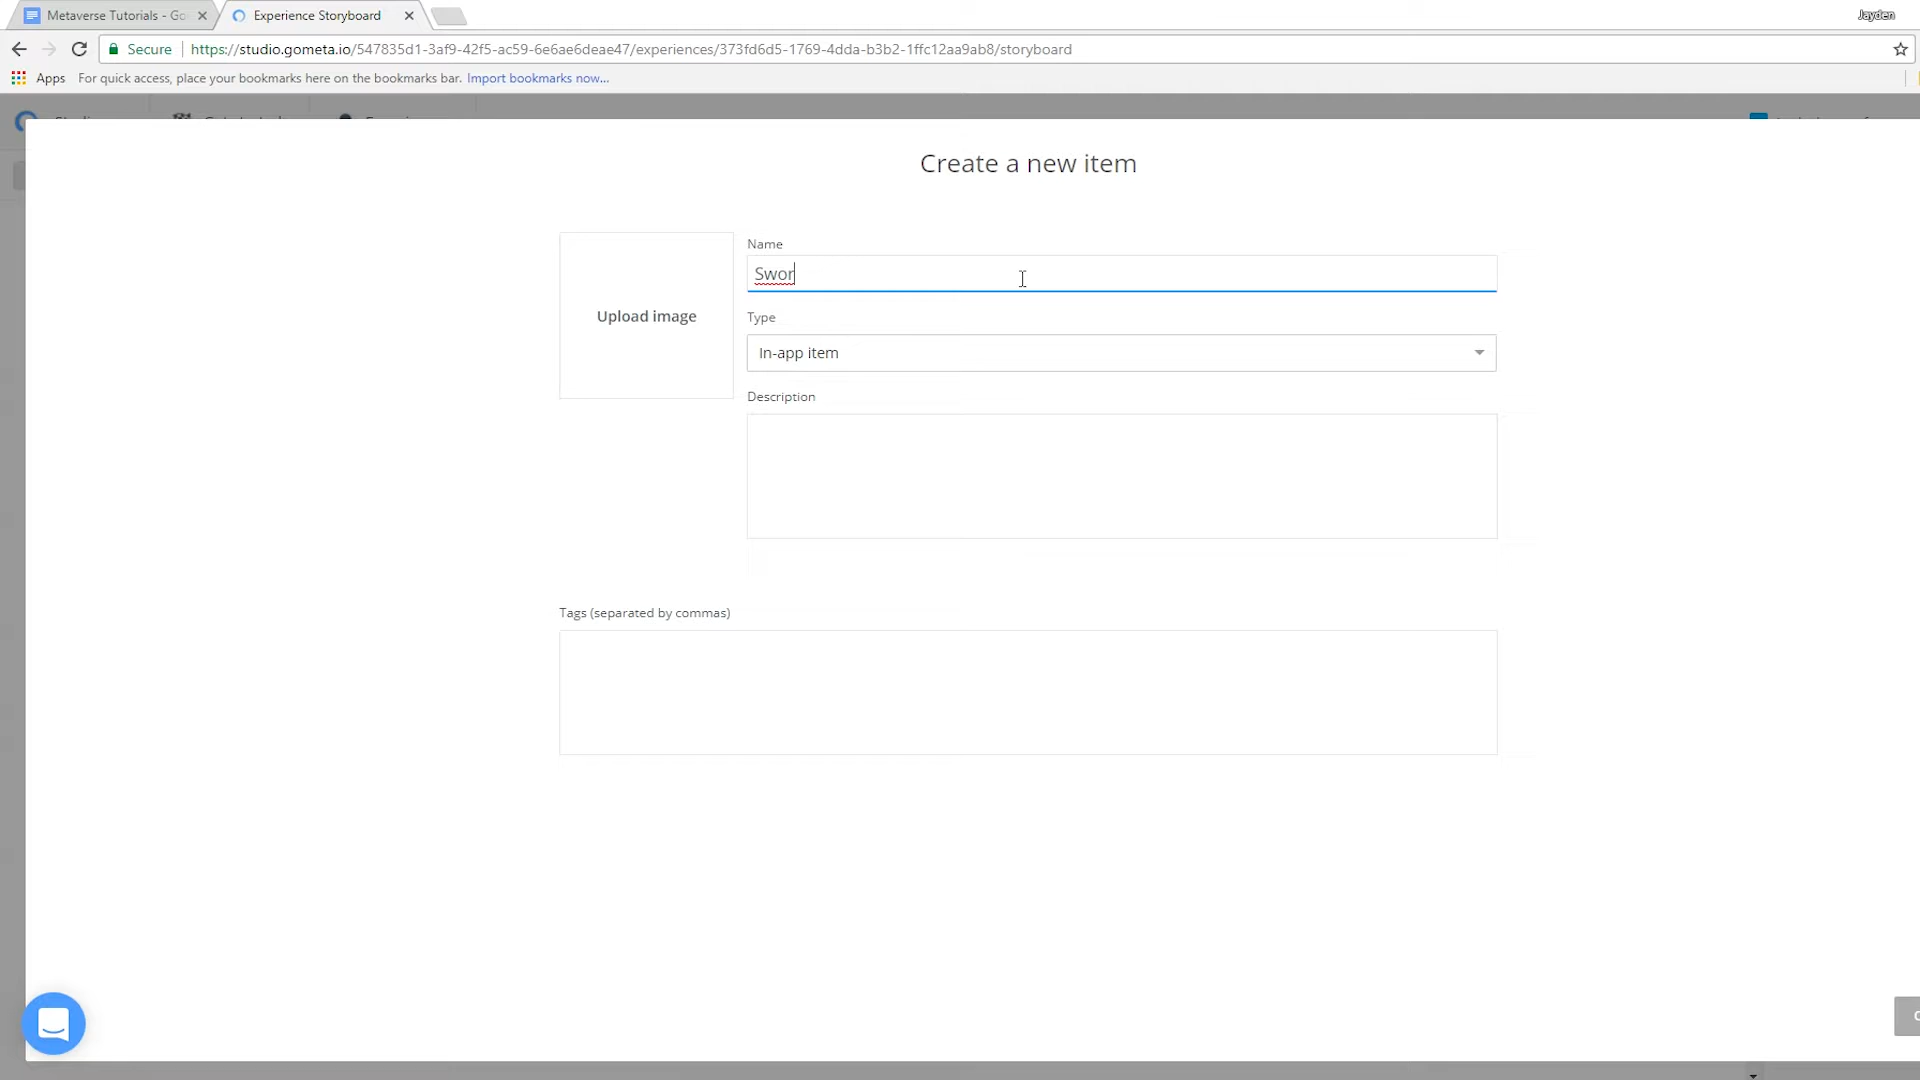 Metaverse Tutorials - Go
Experience Storyboard
Jayden
Secure
https://studio.gometa.io/547835d1-3af9-42f5-ac59-6e6ae6deae47/experiences/373fd6d5-1769-4dda-b3b2-1ffc12aa9ab8/storyboard
Apps
For quick access, place your bookmarks here on the bookmarks bar. Import bookmarks now...
Create a new item
Upload image
Name
Swor
Type
In-app item
Description
Tags (separated by commas)